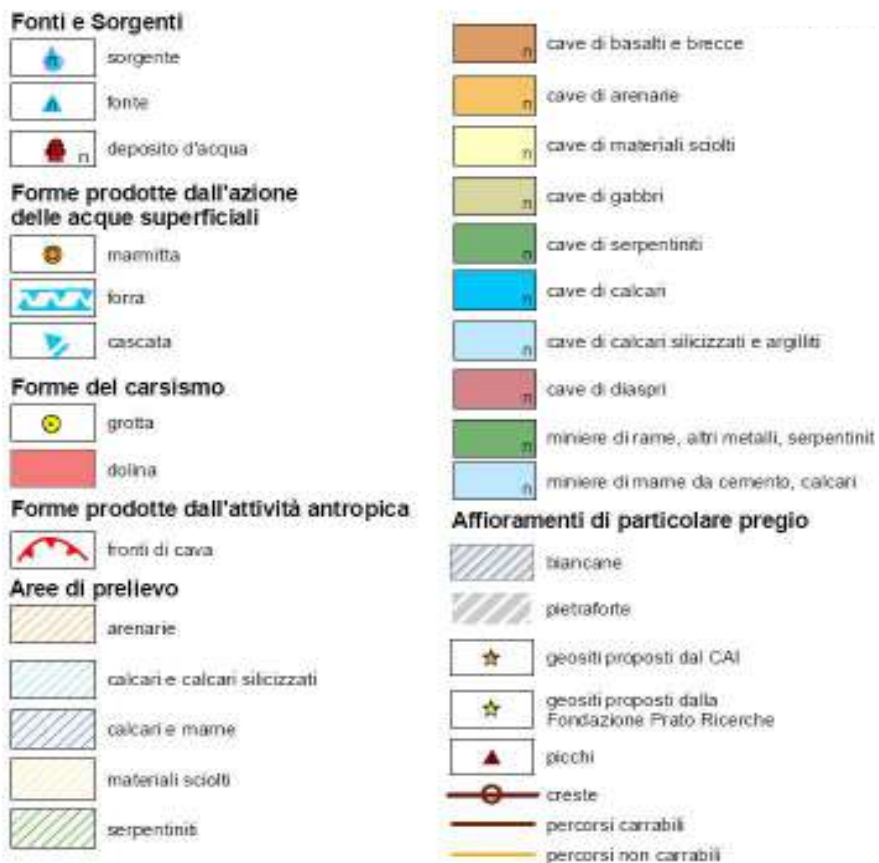 Fonti e Sorgenti
n
sorgente
n
fonte
n
deposito d'acqua
Forme prodotte dall'azione
delle acque superficiali
marmitta
forra
cascata
Forme del carsismo
grotta
dolina
Forme prodotte dall'attività antropica
fronti di cava
Aree di prelievo
arenarie
calcari e calcari silicizzati
calcari e marne
materiali sciolti
serpentiniti
n
cave di basalti e brecce
n
cave di arenarie
n
cave di materiali sciolti
n
cave di gabbri
n
cave di serpentiniti
n
cave di calcari
n
cave di calcari silicizzati e argilliti
n
cave di diaspri
n
miniere di rame, altri metalli, serpentinit
n
miniere di marne da cemento, calcari
Affioramenti di particolare pregio
biancane
pietraforte
geositi proposti dal CAI
geositi proposti dalla
Fondazione Prato Ricerche
picchi
creste
percorsi carrabili
percorsi non carrabili